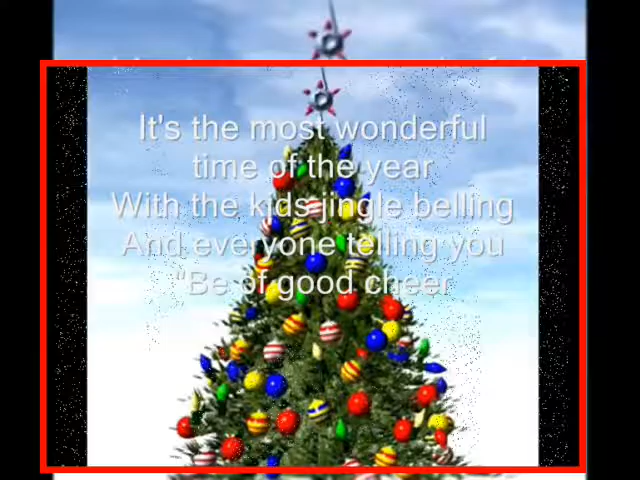 It's the most wonderful
time of the year
With the kids jingle belling
And everyone telling you
"Be of good cheer